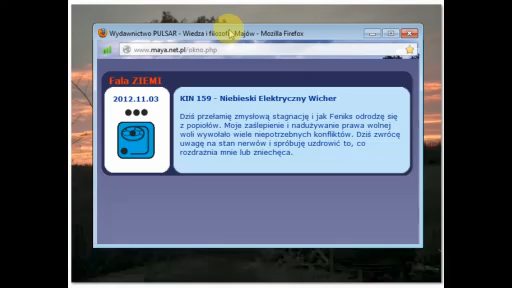 Wydawnictwo PULSAR - Wiedza i filozofia Majów - Mozilla Firefox
www.maya.net.pl/okno.php
Fala ZIEMI
2012.11.03
KIN 159 - Niebieski Elektryczny Wicher
Dziś przełamię zmysłową stagnację i jak Feniks odrodzę się
z popiołów. Moje zaślepienie i nadużywanie prawa wolnej
woli wywołało wiele niepotrzebnych konfliktów. Dziś zwrócę
uwagę na stan nerwów i spróbuję uzdrowić to, co
rozdrażnia mnie lub zniechęca.